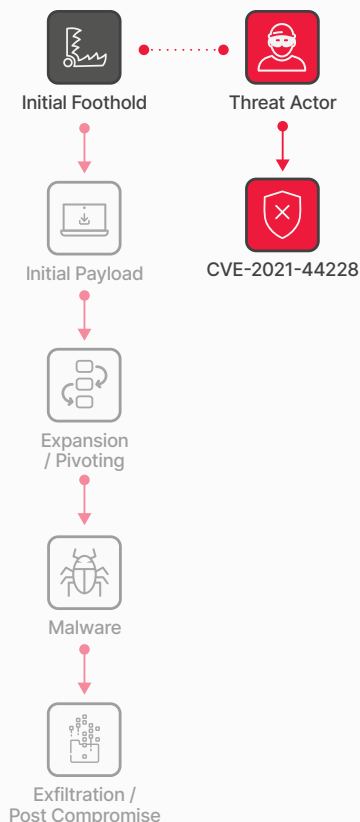 Initial Foothold
Threat Actor
Initial Payload
CVE-2021-44228
Expansion
/ Pivoting
Malware
Exfiltration /
Post Compromise